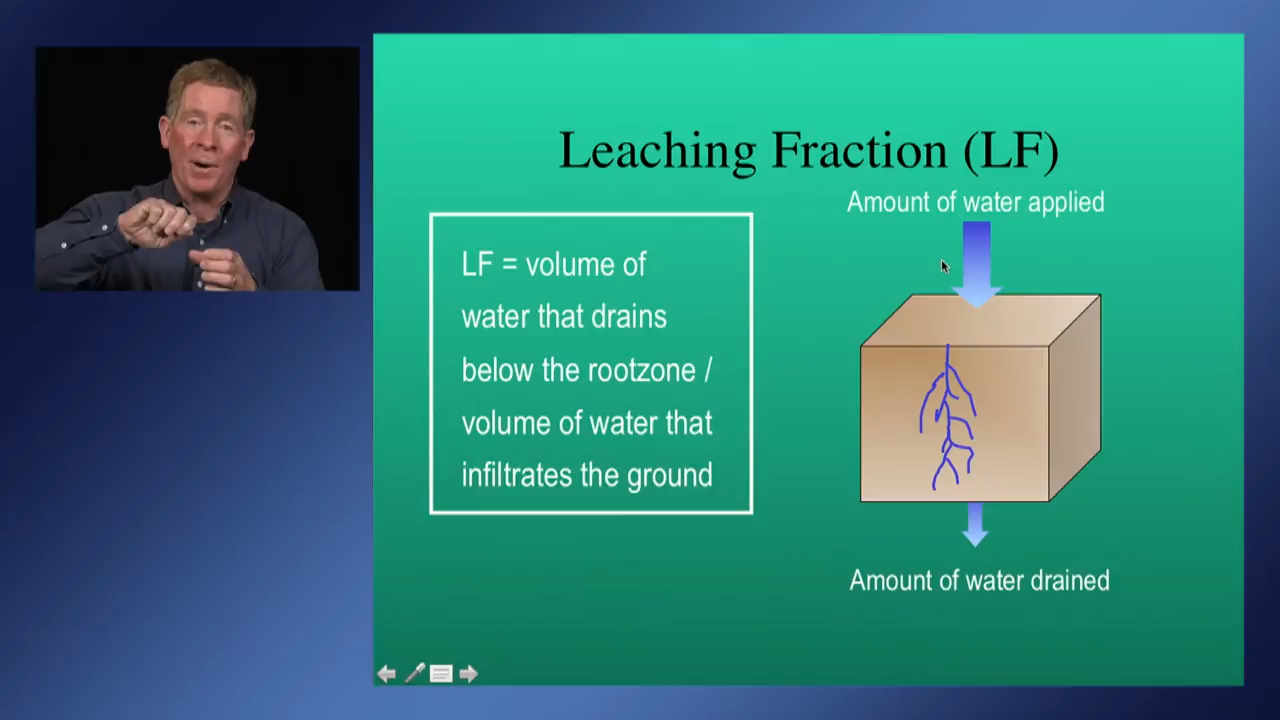 Leaching Fraction (LF)
Amount of water applied
LF = volume of
water that drains
below the rootzone /
volume of water that
infiltrates the ground
Amount of water drained